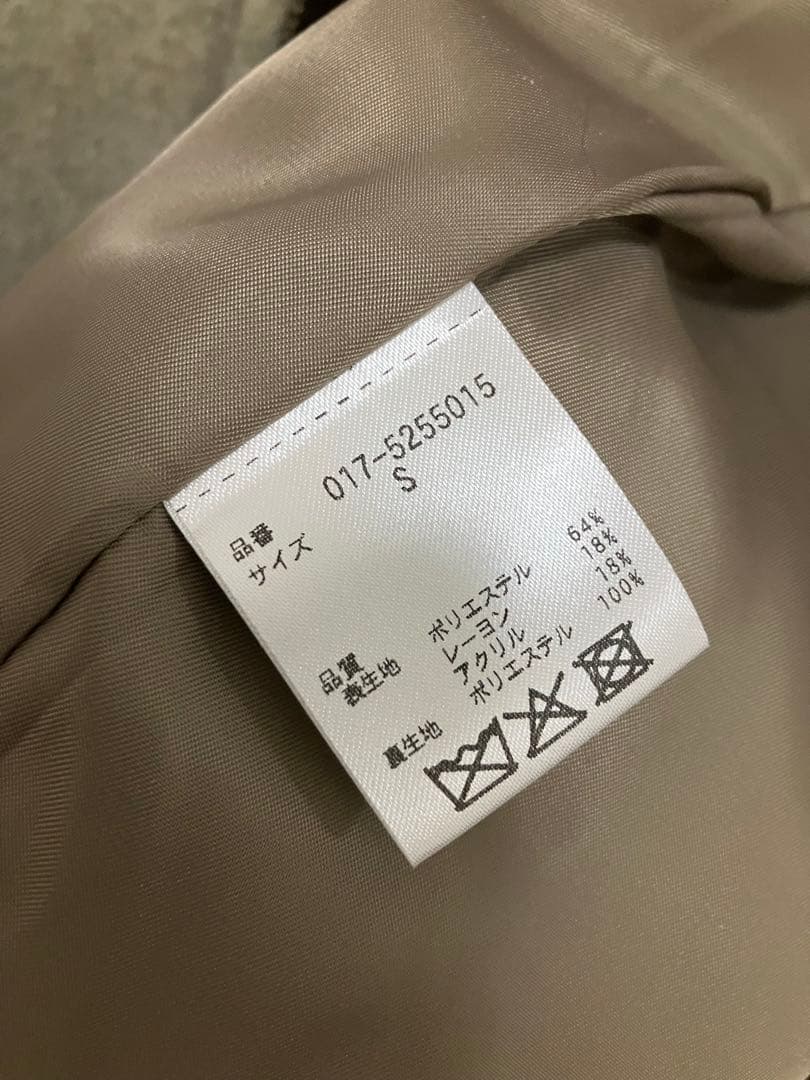 品番 017-5255015
サイズ S
品質
表生地 ポリエステル 64%
レーヨン 18%
アクリル 18%
裏生地 ポリエステル 100%